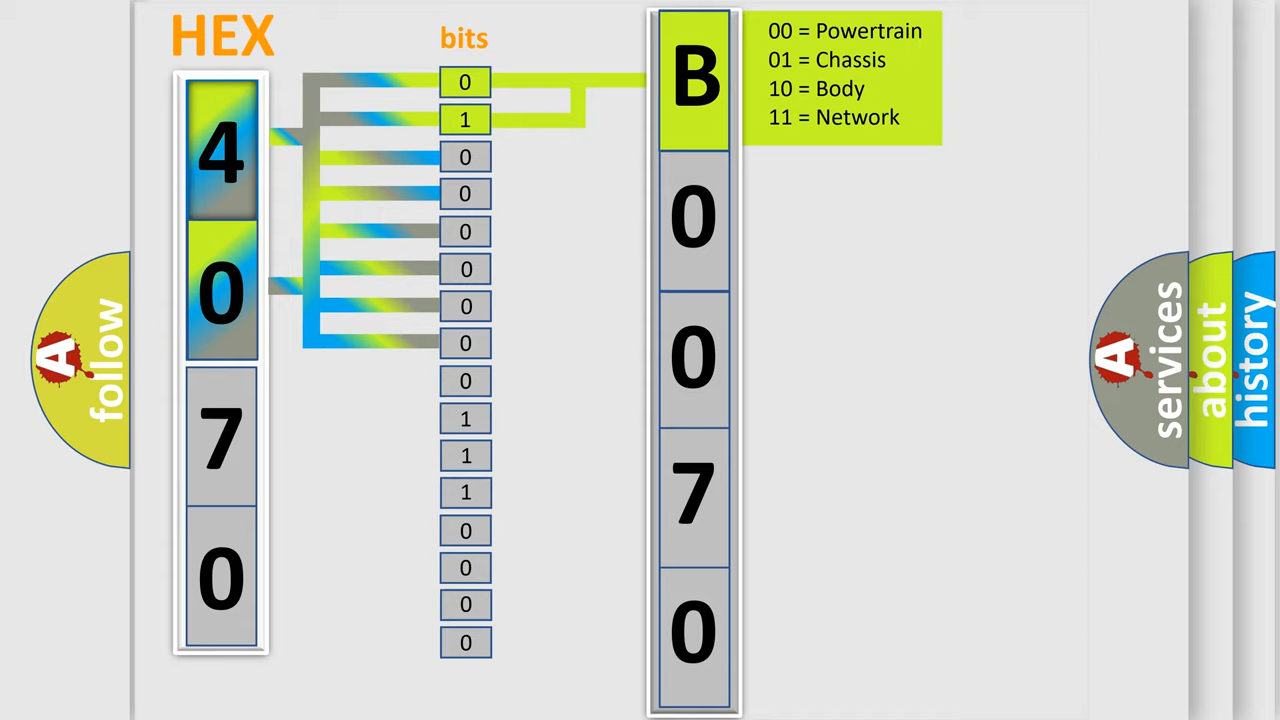 HEX
bits
4
0
7
0
0
1
0
0
0
0
0
0
0
1
1
1
0
0
0
0
B
0
0
7
0
00 = Powertrain
01 = Chassis
10 = Body
11 = Network
A
follow
A
services
about
history